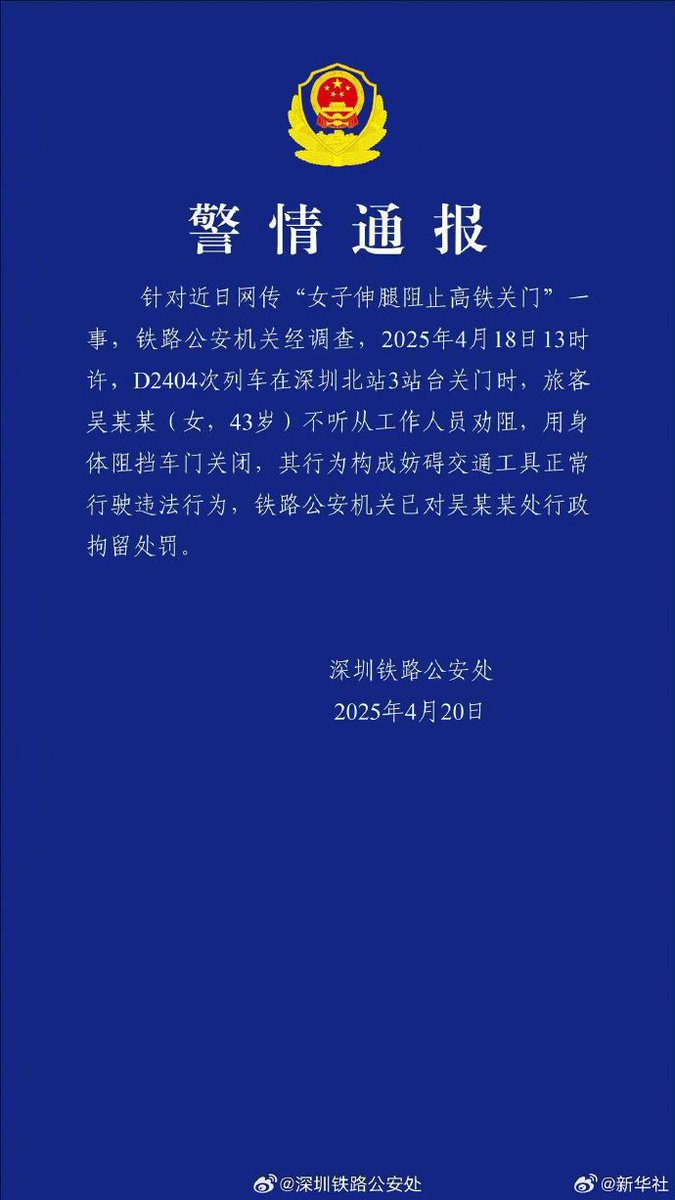 警情通报
针对近日网传“女子伸腿阻止高铁关门”一
事，铁路公安机关经调查，2025年4月18日13时
许，D2404次列车在深圳北站3站台关门时，旅客
吴某某（女，43岁）不听从工作人员劝阻，用身
体阻挡车门关闭，其行为构成妨碍交通工具正常
行驶违法行为，铁路公安机关已对吴某某处行政
拘留处罚。
深圳铁路公安处
2025年4月20日
@深圳铁路公安处
@新华社